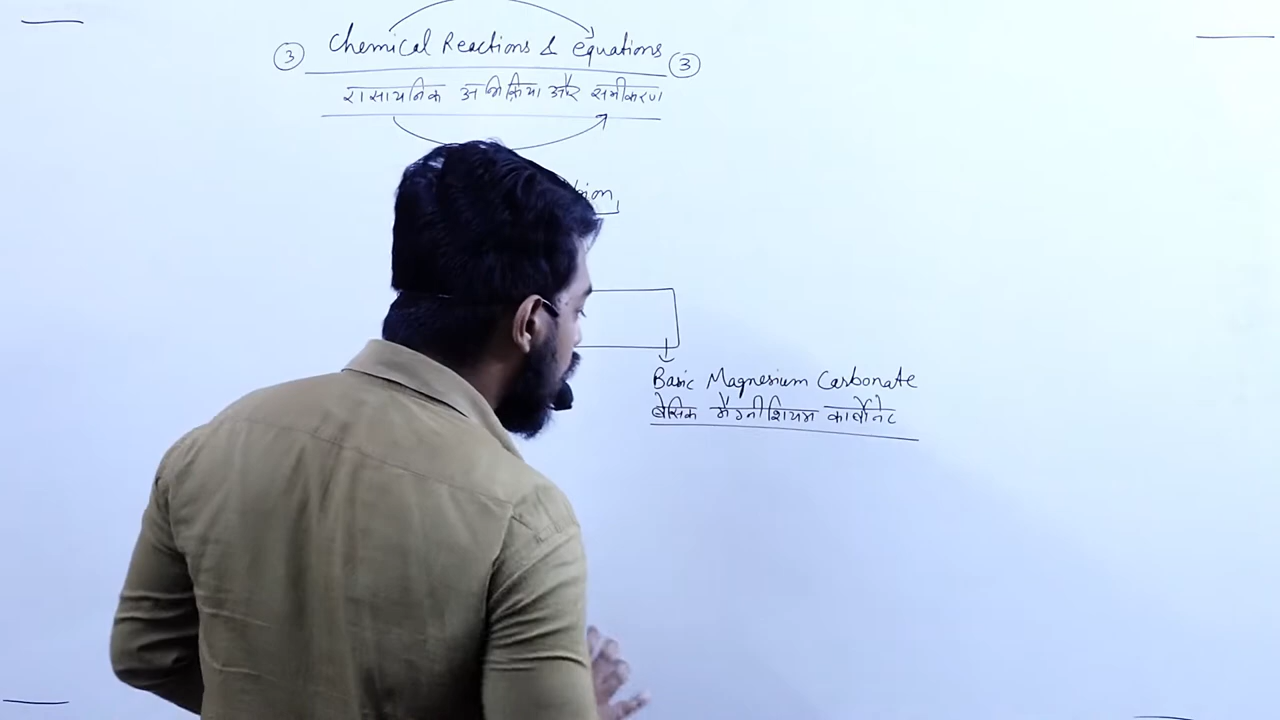 ③ Chemical Reactions & equations ③
रासायनिक अभिक्रिया और समीकरण
Basic Magnesium Carbonate
बेसिक मैग्नीशियम कार्बोनेट